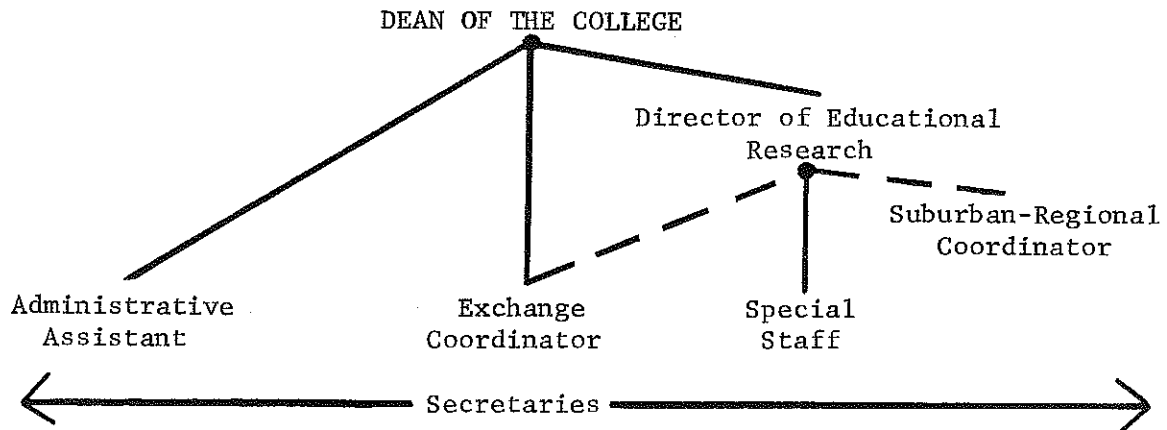 DEAN OF THE COLLEGE
Director of Educational
Research
Suburban-Regional
Coordinator
Administrative
Assistant
Exchange
Coordinator
Special
Staff
Secretaries